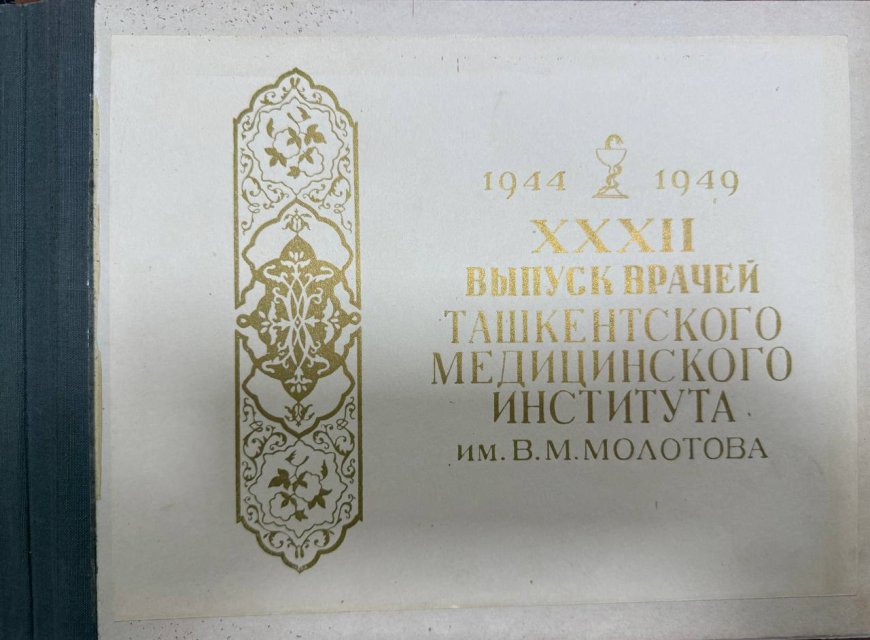 1944 1949
XXXII
ВЫПУСК ВРАЧЕЙ
ТАШКЕНТСКОГО
МЕДИЦИНСКОГО
ИНСТИТУТА
ИМ. В. М. МОЛОТОВА